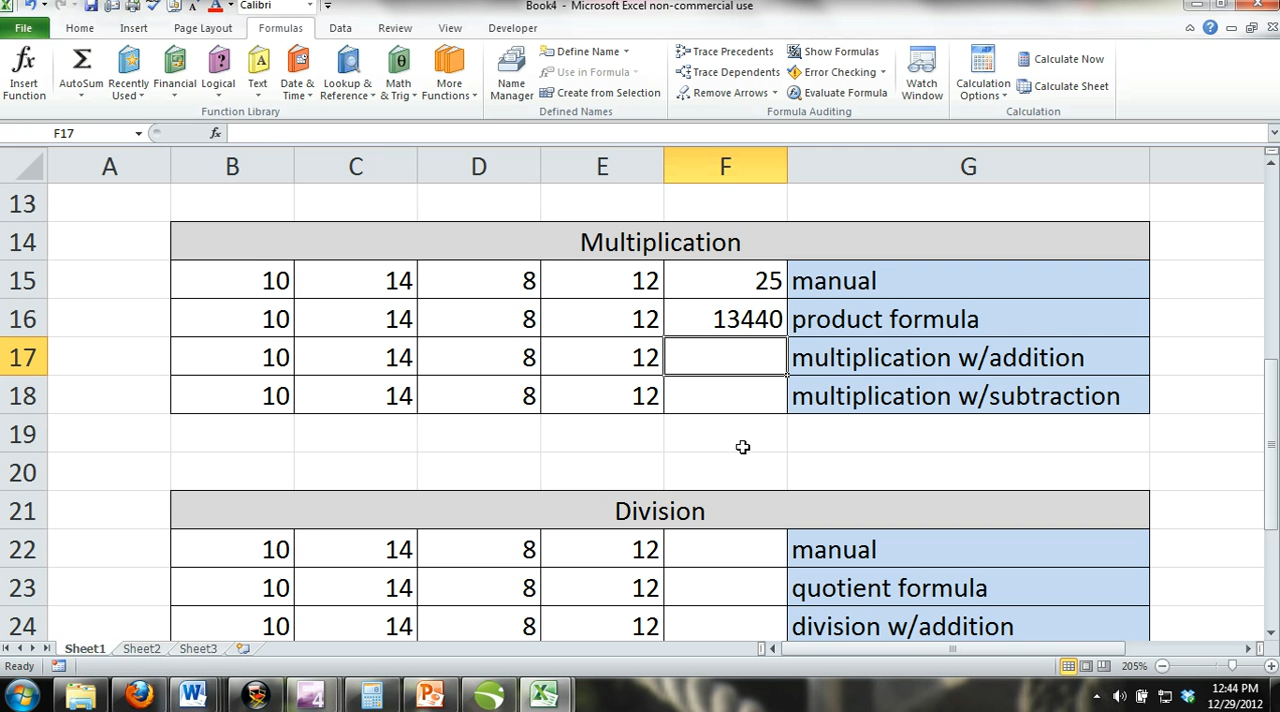 Calibri
Book4 - Microsoft Excel non-commercial use
File Home Insert Page Layout Formulas Data Review View Developer
Insert Function
AutoSum
Recently Used
Financial
Logical
Text
Date & Time
Lookup & Reference
Math & Trig
More Functions
Function Library
Name Manager
Define Name
Use in Formula
Create from Selection
Defined Names
Trace Precedents
Trace Dependents
Remove Arrows
Show Formulas
Error Checking
Evaluate Formula
Formula Auditing
Watch Window
Calculation Options
Calculate Now
Calculate Sheet
Calculation
F17 fx
A B C D E F G
13
14 Multiplication
15 10 14 8 12 25 manual
16 10 14 8 12 13440 product formula
17 10 14 8 12 multiplication w/addition
18 10 14 8 12 multiplication w/subtraction
19
20
21 Division
22 10 14 8 12 manual
23 10 14 8 12 quotient formula
24 10 14 8 12 division w/addition
Sheet1 Sheet2 Sheet3
Ready 205%
12:44 PM
12/29/2012